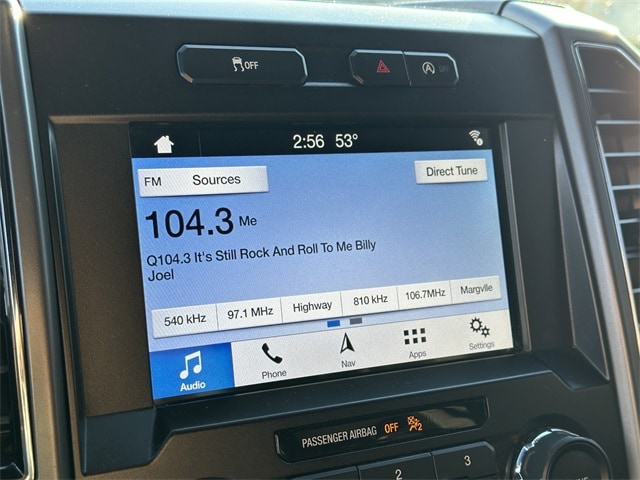 OFF
OFF
2:56 53°
FM Sources
Direct Tune
104.3 Me
Q104.3 It's Still Rock And Roll To Me Billy
Joel
540 kHz 97.1 MHz Highway 810 kHz 106.7MHz Margvlle
Audio Phone Nav Apps Settings
PASSENGER AIRBAG OFF 2
2 3